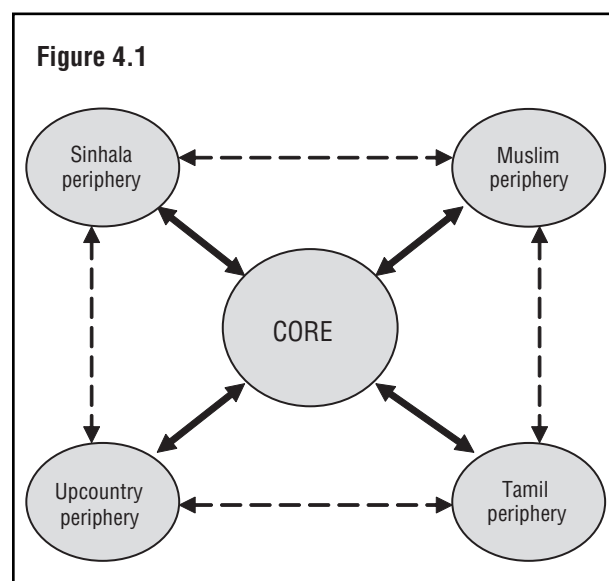 Figure 4.1
Sinhala
periphery
Muslim
periphery
CORE
Upcountry
periphery
Tamil
periphery